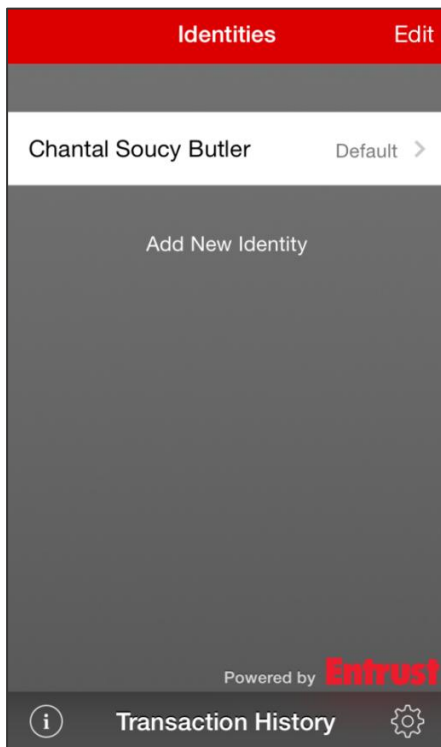 Identities Edit
Chantal Soucy Butler Default
Add New Identity
Powered by Entrust
Transaction History